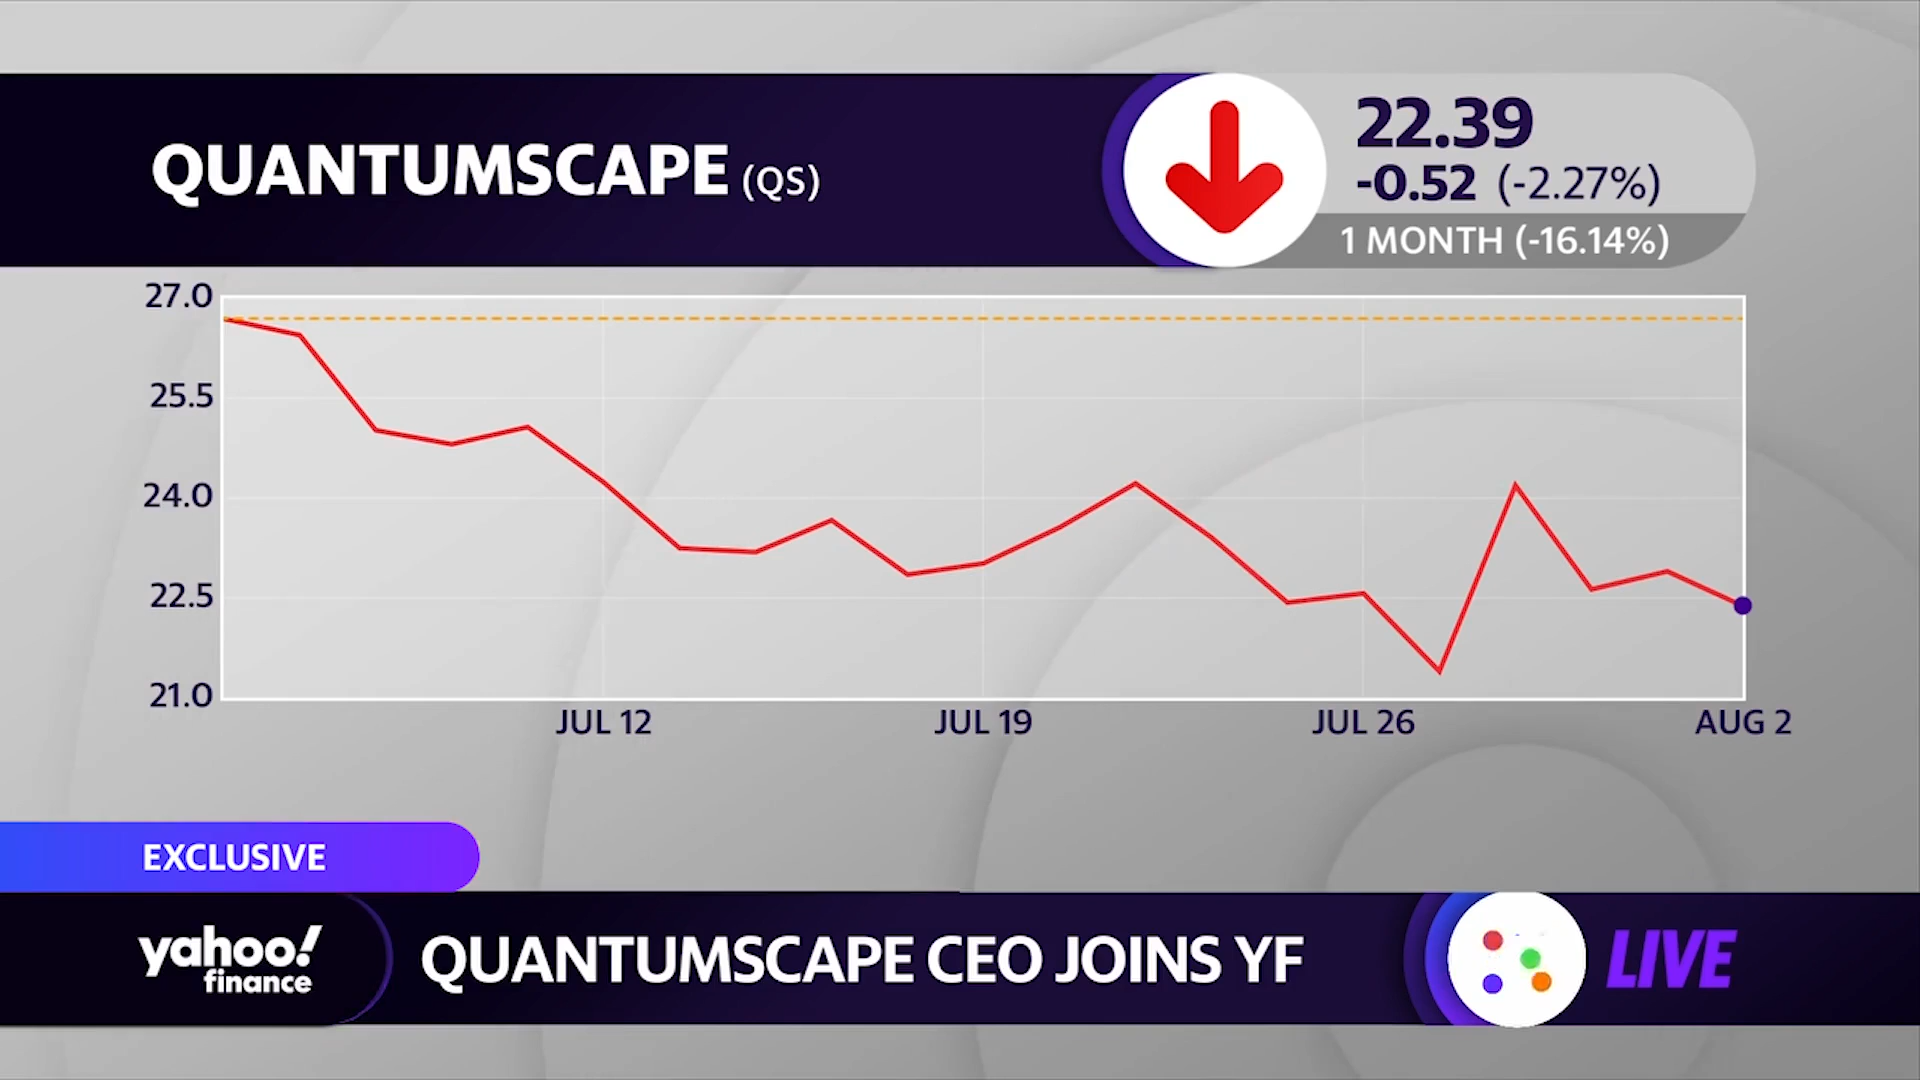 QUANTUMSCAPE (QS)
22.39
-0.52 (-2.27%)
1 MONTH (-16.14%)
27.0
25.5
24.0
22.5
21.0
JUL 12 JUL 19 JUL 26 AUG 2
EXCLUSIVE
yahoo!
finance
QUANTUMSCAPE CEO JOINS YF
LIVE